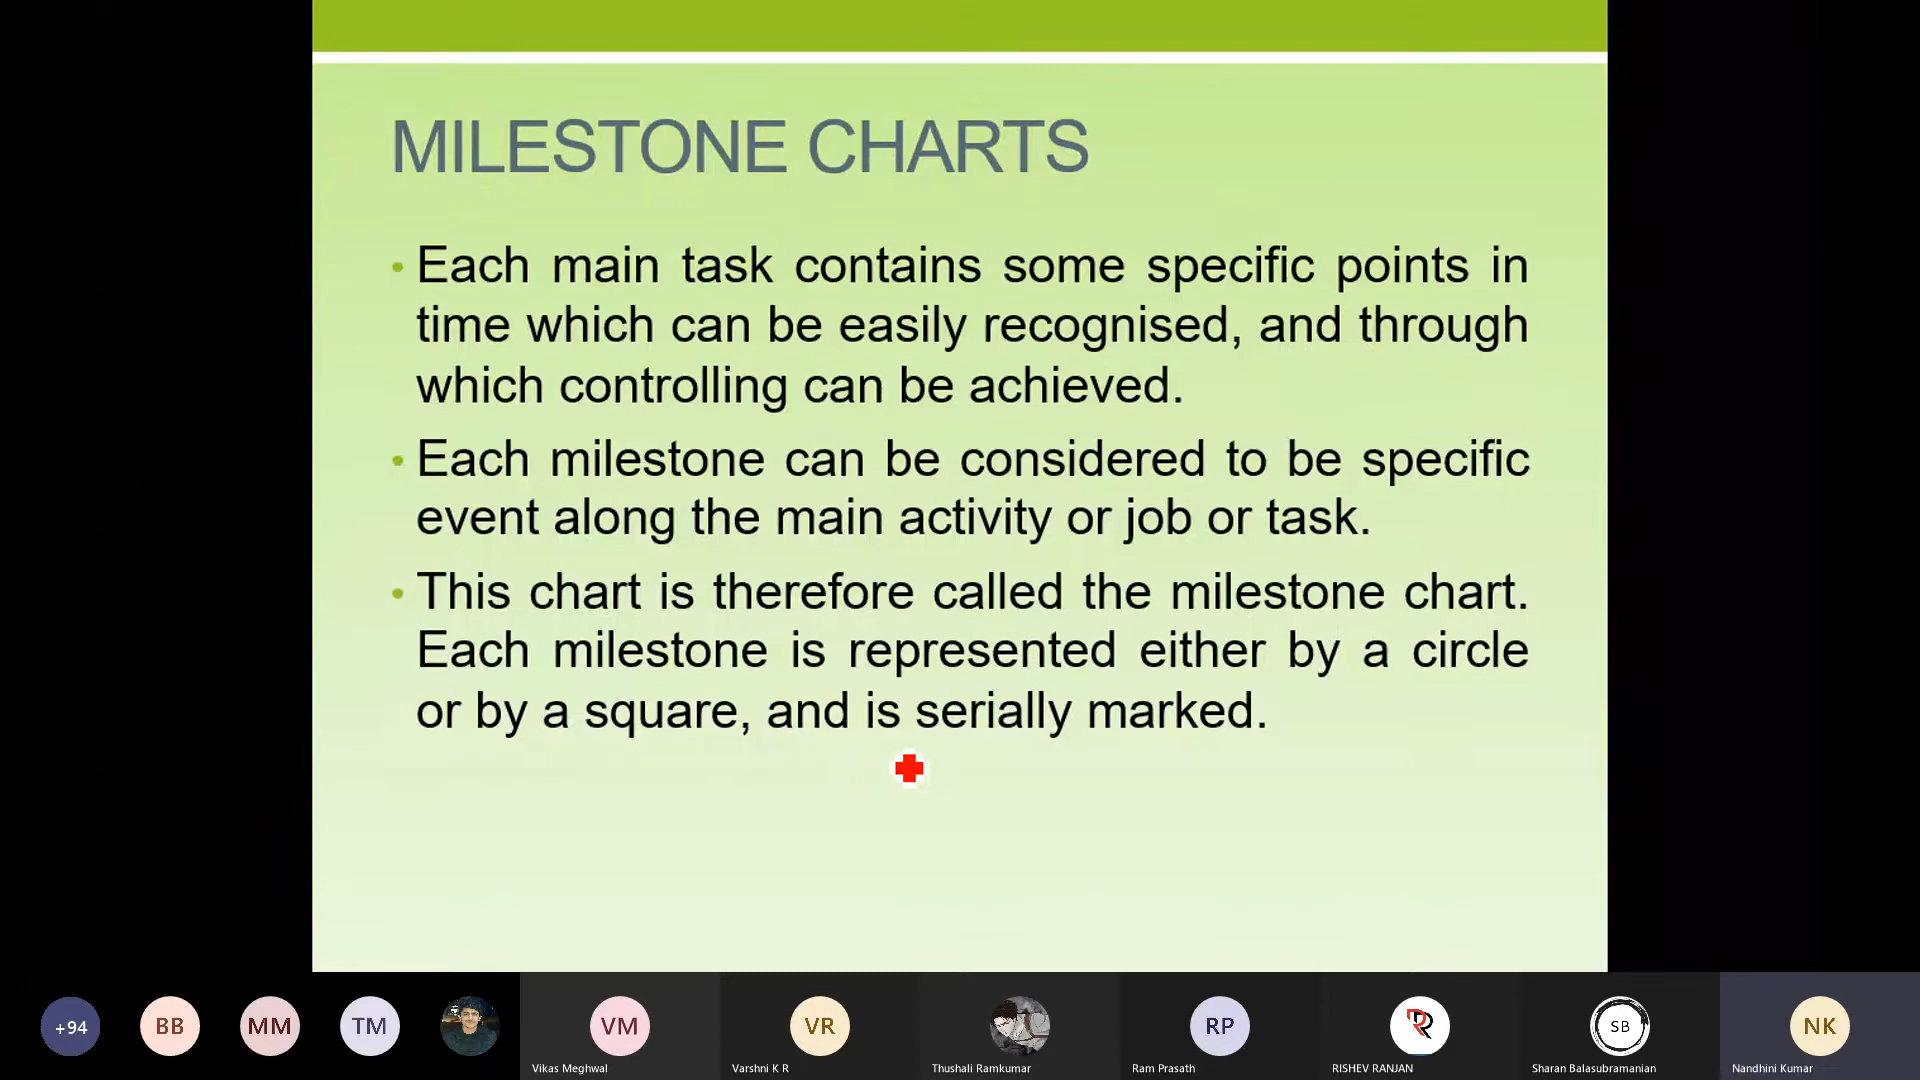 MILESTONE CHARTS
• Each main task contains some specific points in
time which can be easily recognised, and through
which controlling can be achieved.
• Each milestone can be considered to be specific
event along the main activity or job or task.
• This chart is therefore called the milestone chart.
Each milestone is represented either by a circle
or by a square, and is serially marked.
+94 BB MM TM VM VR RP SB NK
Vikas Meghwal Varshni K R Thushali Ramkumar Ram Prasath RISHEV RANJAN Sharan Balasubramanian Nandhini Kumar